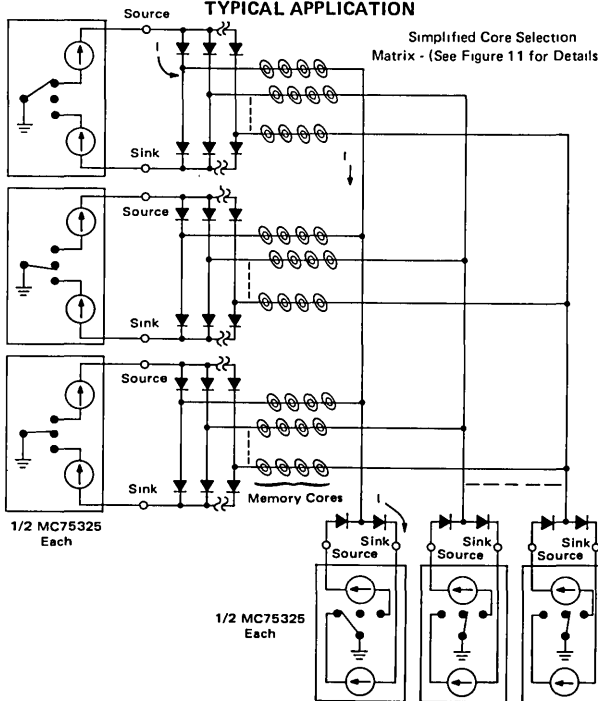 TYPICAL APPLICATION
Simplified Core Selection
Matrix - (See Figure 11 for Details
Source
I
Sink
I
Source
Sink
Source
Sink
Memory Cores
1/2 MC75325
Each
I
Sink
Source
Sink
Source
Sink
Source
1/2 MC75325
Each